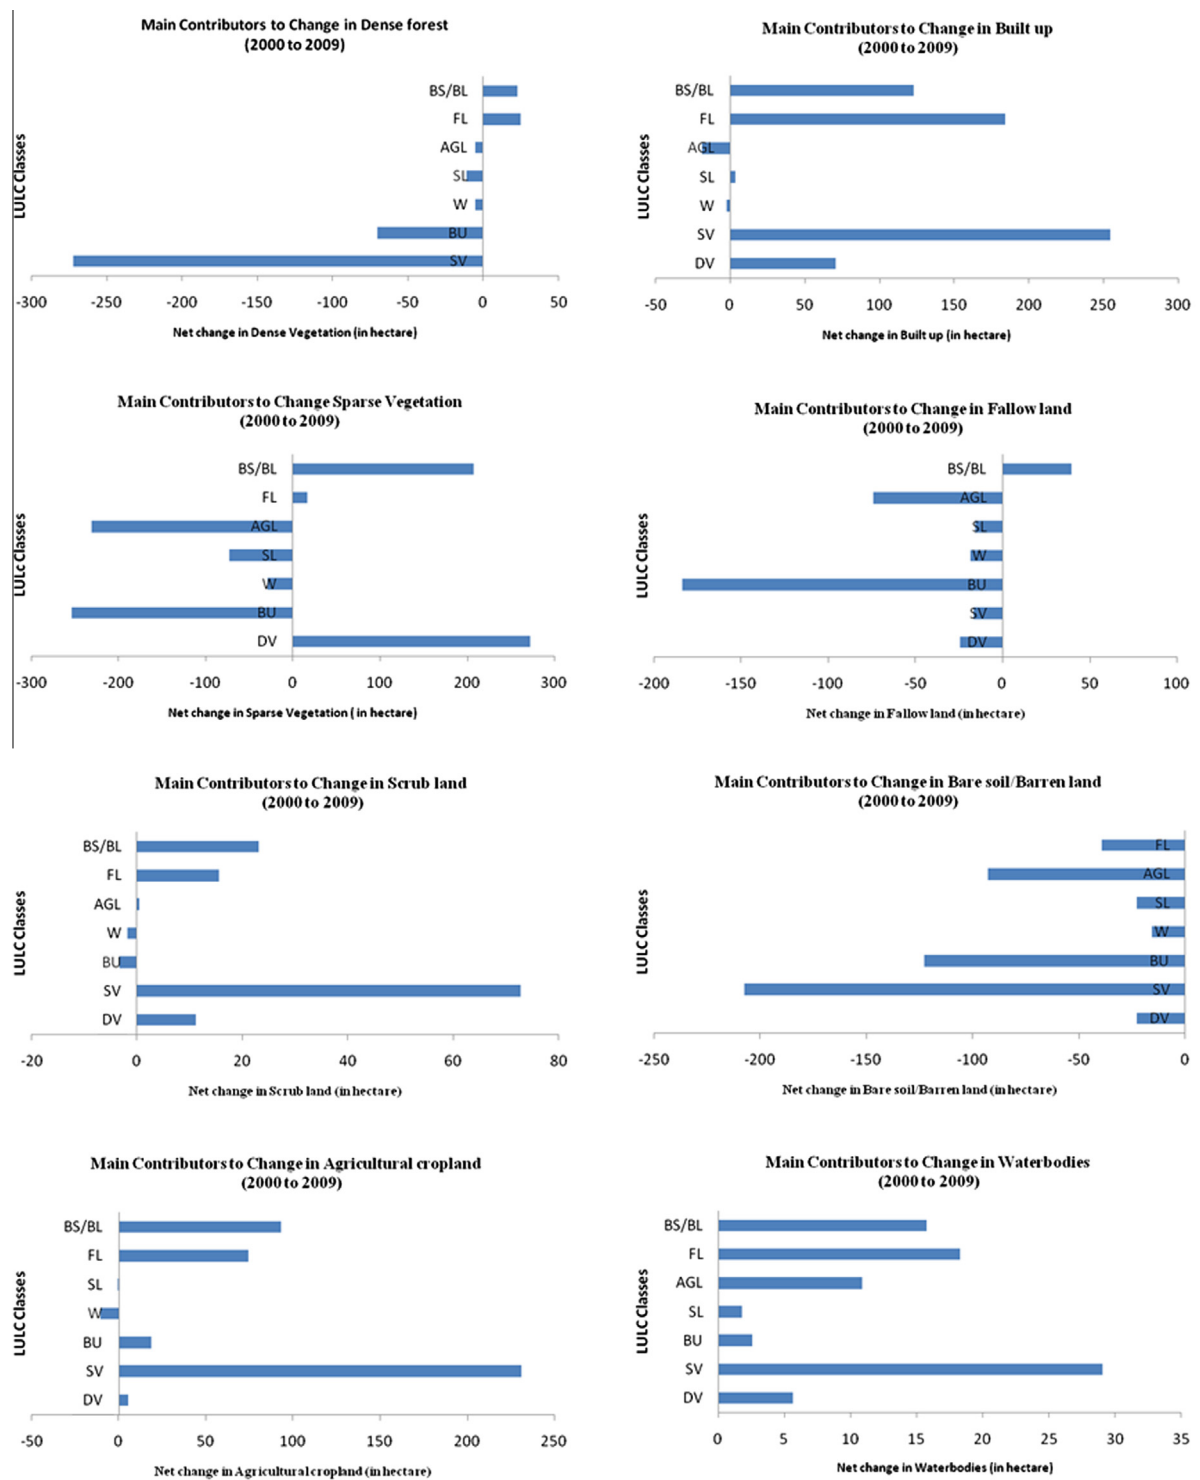 Main Contributors to Change in Dense forest
(2000 to 2009)
LULC Classes
BS/BL
FL
AGL
SL
W
BU
SV
-300 -250 -200 -150 -100 -50 0 50
Net change in Dense Vegetation (in hectare)
Main Contributors to Change in Built up
(2000 to 2009)
LULC Classes
BS/BL
FL
AGL
SL
W
SV
DV
-50 0 50 100 150 200 250 300
Net change in Built up (in hectare)
Main Contributors to Change Sparse Vegetation
(2000 to 2009)
LULc Classes
BS/BL
FL
AGL
SL
W
BU
DV
-300 -200 -100 0 100 200 300
Net change in Sparse Vegetation ( in hectare)
Main Contributors to Change in Fallow land
(2000 to 2009)
LULC Classes
BS/BL
AGL
SL
W
BU
SV
DV
-200 -150 -100 -50 0 50 100
Net change in Fallow land (in hectare)
Main Contributors to Change in Scrub land
(2000 to 2009)
LULC Classes
BS/BL
FL
AGL
W
BU
SV
DV
-20 0 20 40 60 80
Net change in Scrub land (in hectare)
Main Contributors to Change in Bare soil/Barren land
(2000 to 2009)
LULC Classes
FL
AGL
SL
W
BU
SV
DV
-250 -200 -150 -100 -50 0
Net change in Bare soil/Barren land (in hectare)
Main Contributors to Change in Agricultural cropland
(2000 to 2009)
LULC Classes
BS/BL
FL
SL
W
BU
SV
DV
-50 0 50 100 150 200 250
Net change in Agricultural cropland (in hectare)
Main Contributors to Change in Waterbodies
(2000 to 2009)
LULC Classes
BS/BL
FL
AGL
SL
BU
SV
DV
0 5 10 15 20 25 30 35
Net change in Waterbodies (in hectare)